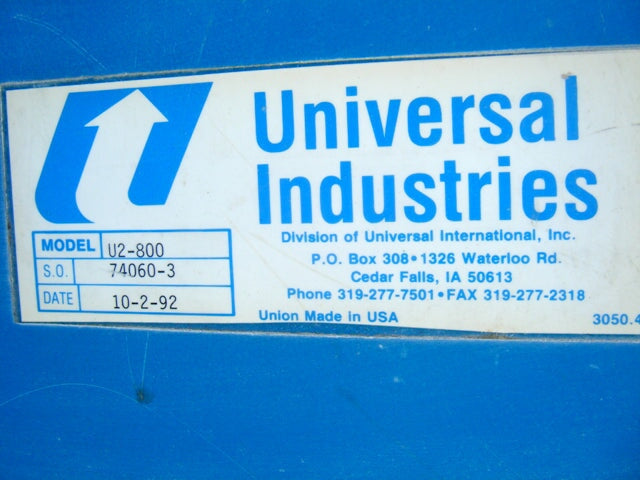 Universal
Industries
Division of Universal International, Inc.
P.O. Box 308•1326 Waterloo Rd.
Cedar Falls, IA 50613
Phone 319-277-7501•FAX 319-277-2318
Union Made in USA
3050.4
MODEL U2-800
S.O. 74060-3
DATE 10-2-92